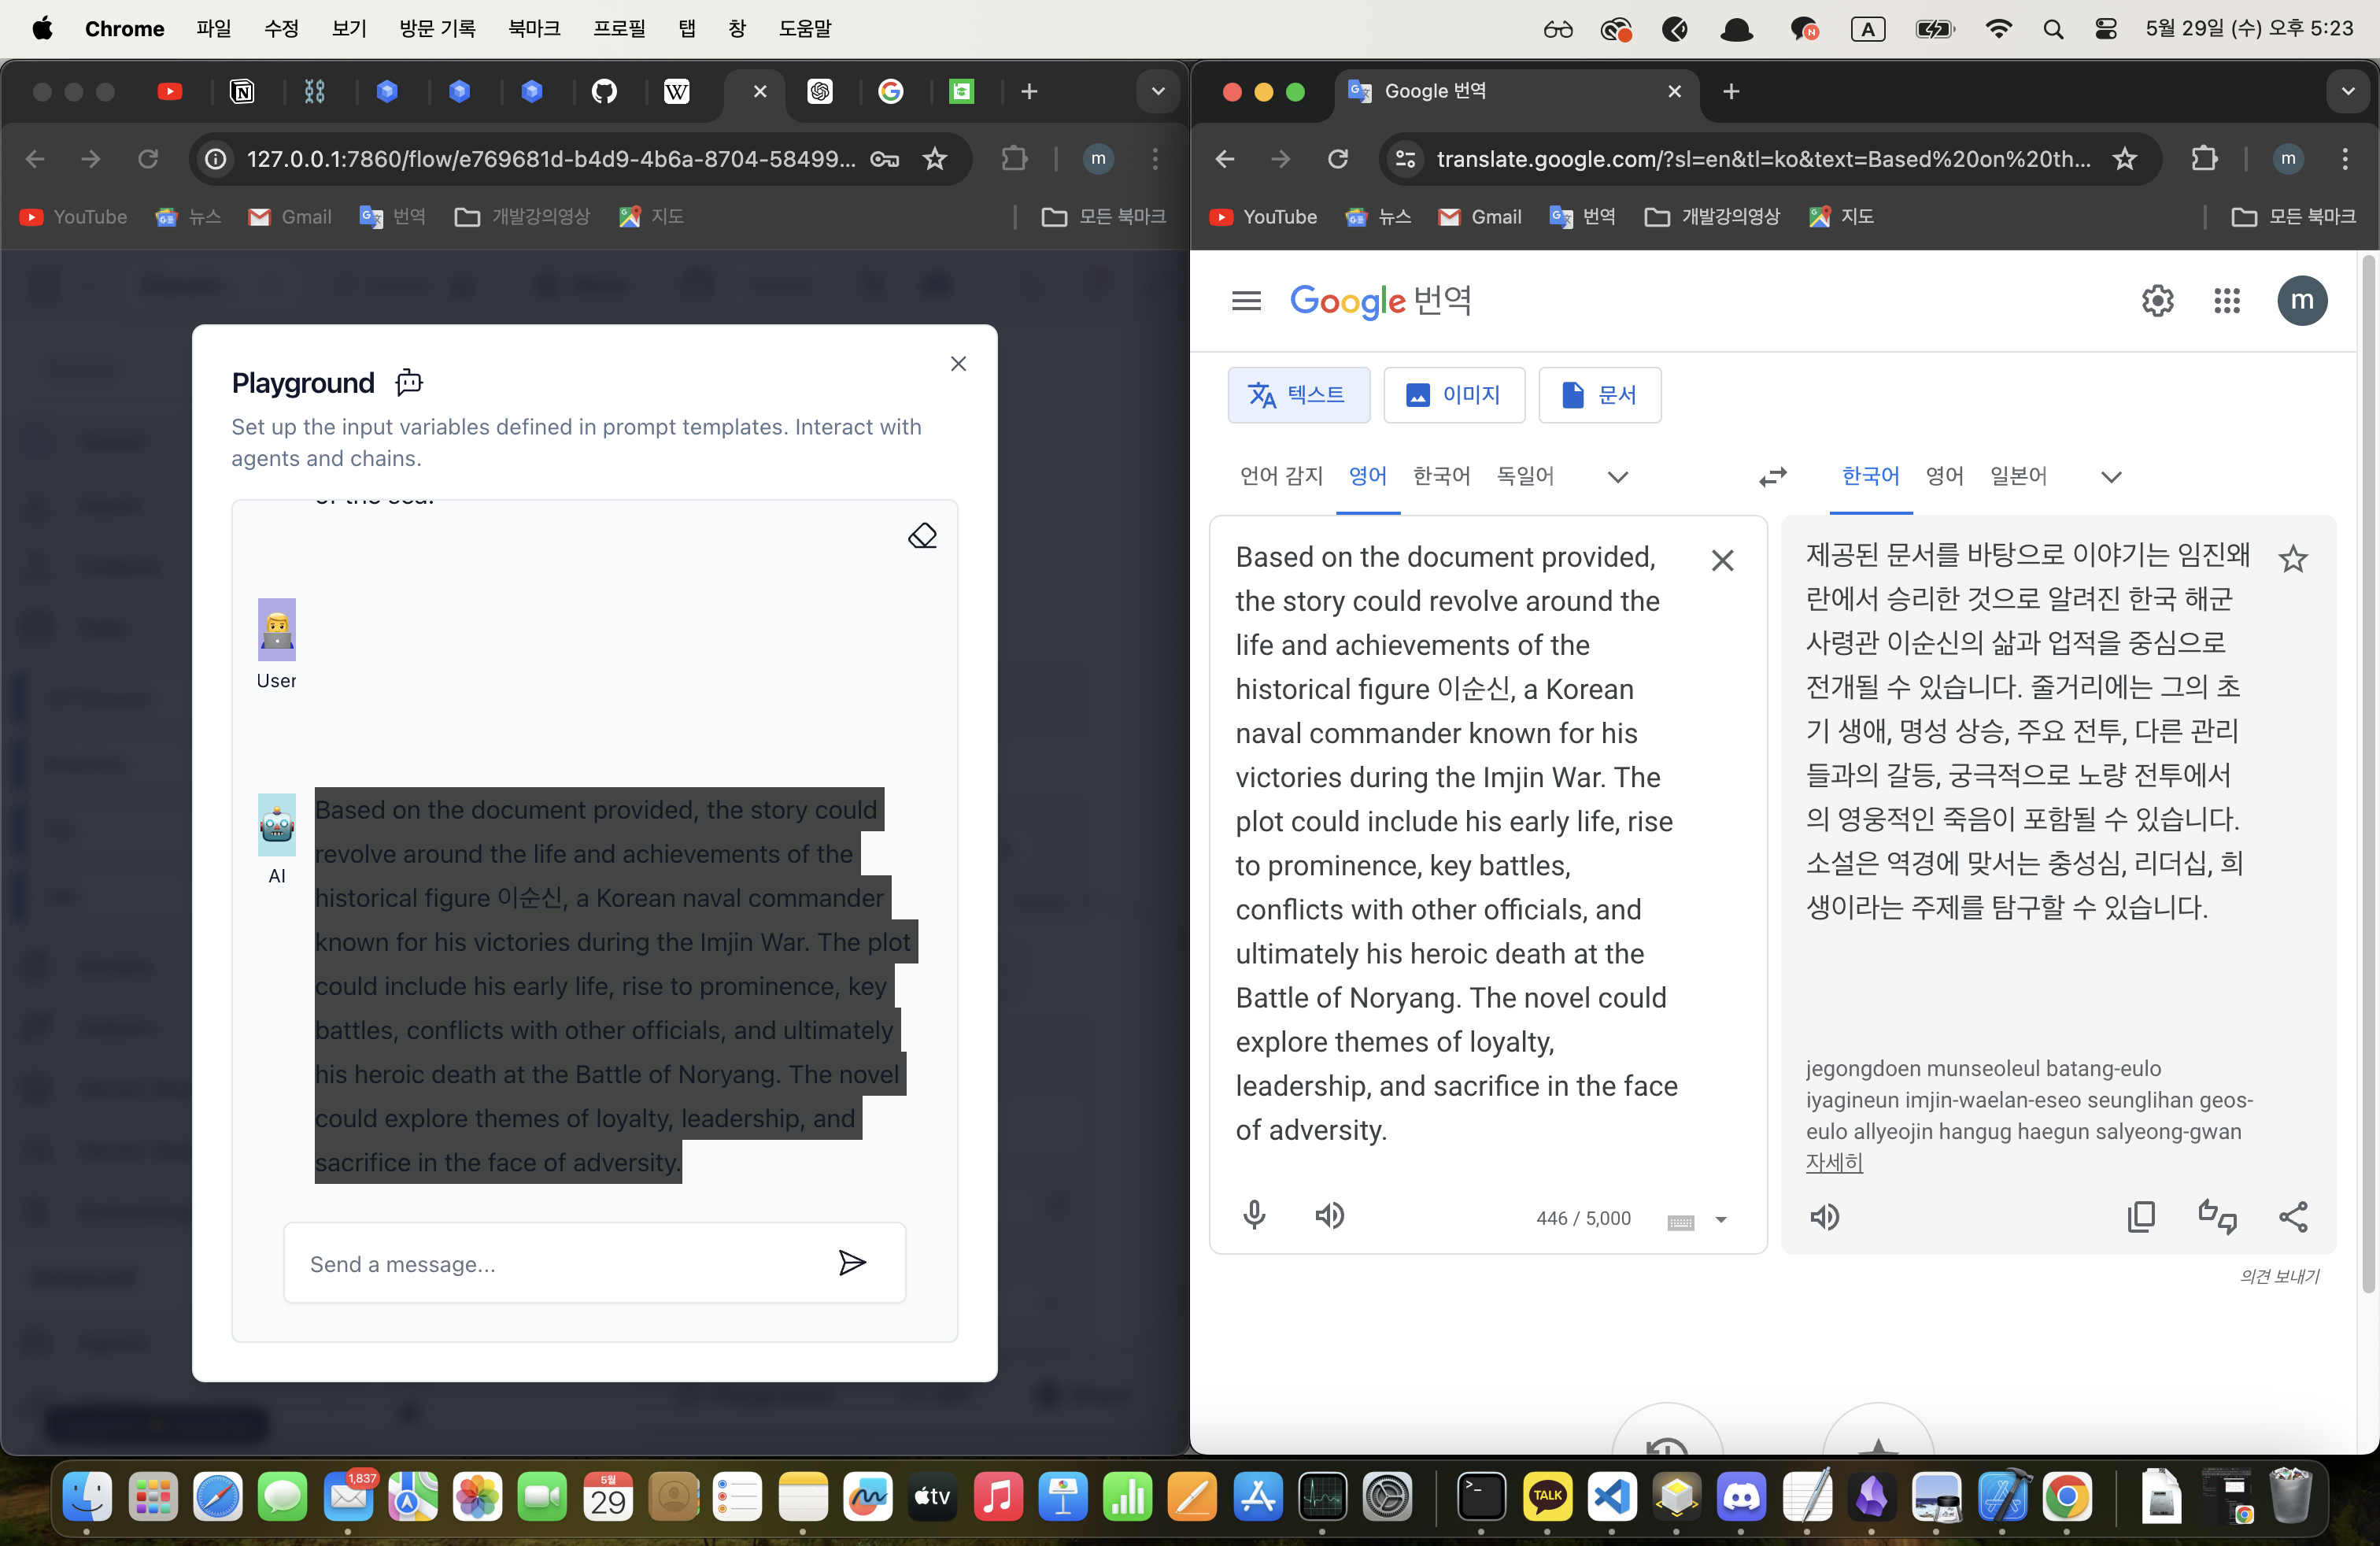 Chrome 파일 수정 보기 방문 기록 북마크 프로필 탭 창 도움말
A
5월 29일 (수) 오후 5:23
127.0.0.1:7860/flow/e769681d-b4d9-4b6a-8704-58499...
m
YouTube 뉴스 Gmail 번역 개발강의영상 지도 모든 북마크
Playground
Set up the input variables defined in prompt templates. Interact with
agents and chains.
of the sea.
User
AI
Based on the document provided, the story could
revolve around the life and achievements of the
historical figure 이순신, a Korean naval commander
known for his victories during the Imjin War. The plot
could include his early life, rise to prominence, key
battles, conflicts with other officials, and ultimately
his heroic death at the Battle of Noryang. The novel
could explore themes of loyalty, leadership, and
sacrifice in the face of adversity.
Send a message...
Google 번역
translate.google.com/?sl=en&tl=ko&text=Based%20on%20th...
m
YouTube 뉴스 Gmail 번역 개발강의영상 지도 모든 북마크
Google 번역
m
텍스트 이미지 문서
언어 감지 영어 한국어 독일어
한국어 영어 일본어
Based on the document provided,
the story could revolve around the
life and achievements of the
historical figure 이순신, a Korean
naval commander known for his
victories during the Imjin War. The
plot could include his early life, rise
to prominence, key battles,
conflicts with other officials, and
ultimately his heroic death at the
Battle of Noryang. The novel could
explore themes of loyalty,
leadership, and sacrifice in the face
of adversity.
446 / 5,000
제공된 문서를 바탕으로 이야기는 임진왜
란에서 승리한 것으로 알려진 한국 해군
사령관 이순신의 삶과 업적을 중심으로
전개될 수 있습니다. 줄거리에는 그의 초
기 생애, 명성 상승, 주요 전투, 다른 관리
들과의 갈등, 궁극적으로 노량 전투에서
의 영웅적인 죽음이 포함될 수 있습니다.
소설은 역경에 맞서는 충성심, 리더십, 희
생이라는 주제를 탐구할 수 있습니다.
jegongdoen munseoleul batang-eulo
iyagineun imjin-waelan-eseo seunglihan geos-
eulo allyeojin hangug haegun salyeong-gwan
자세히
의견 보내기
1,837
5월
29
tv
TALK